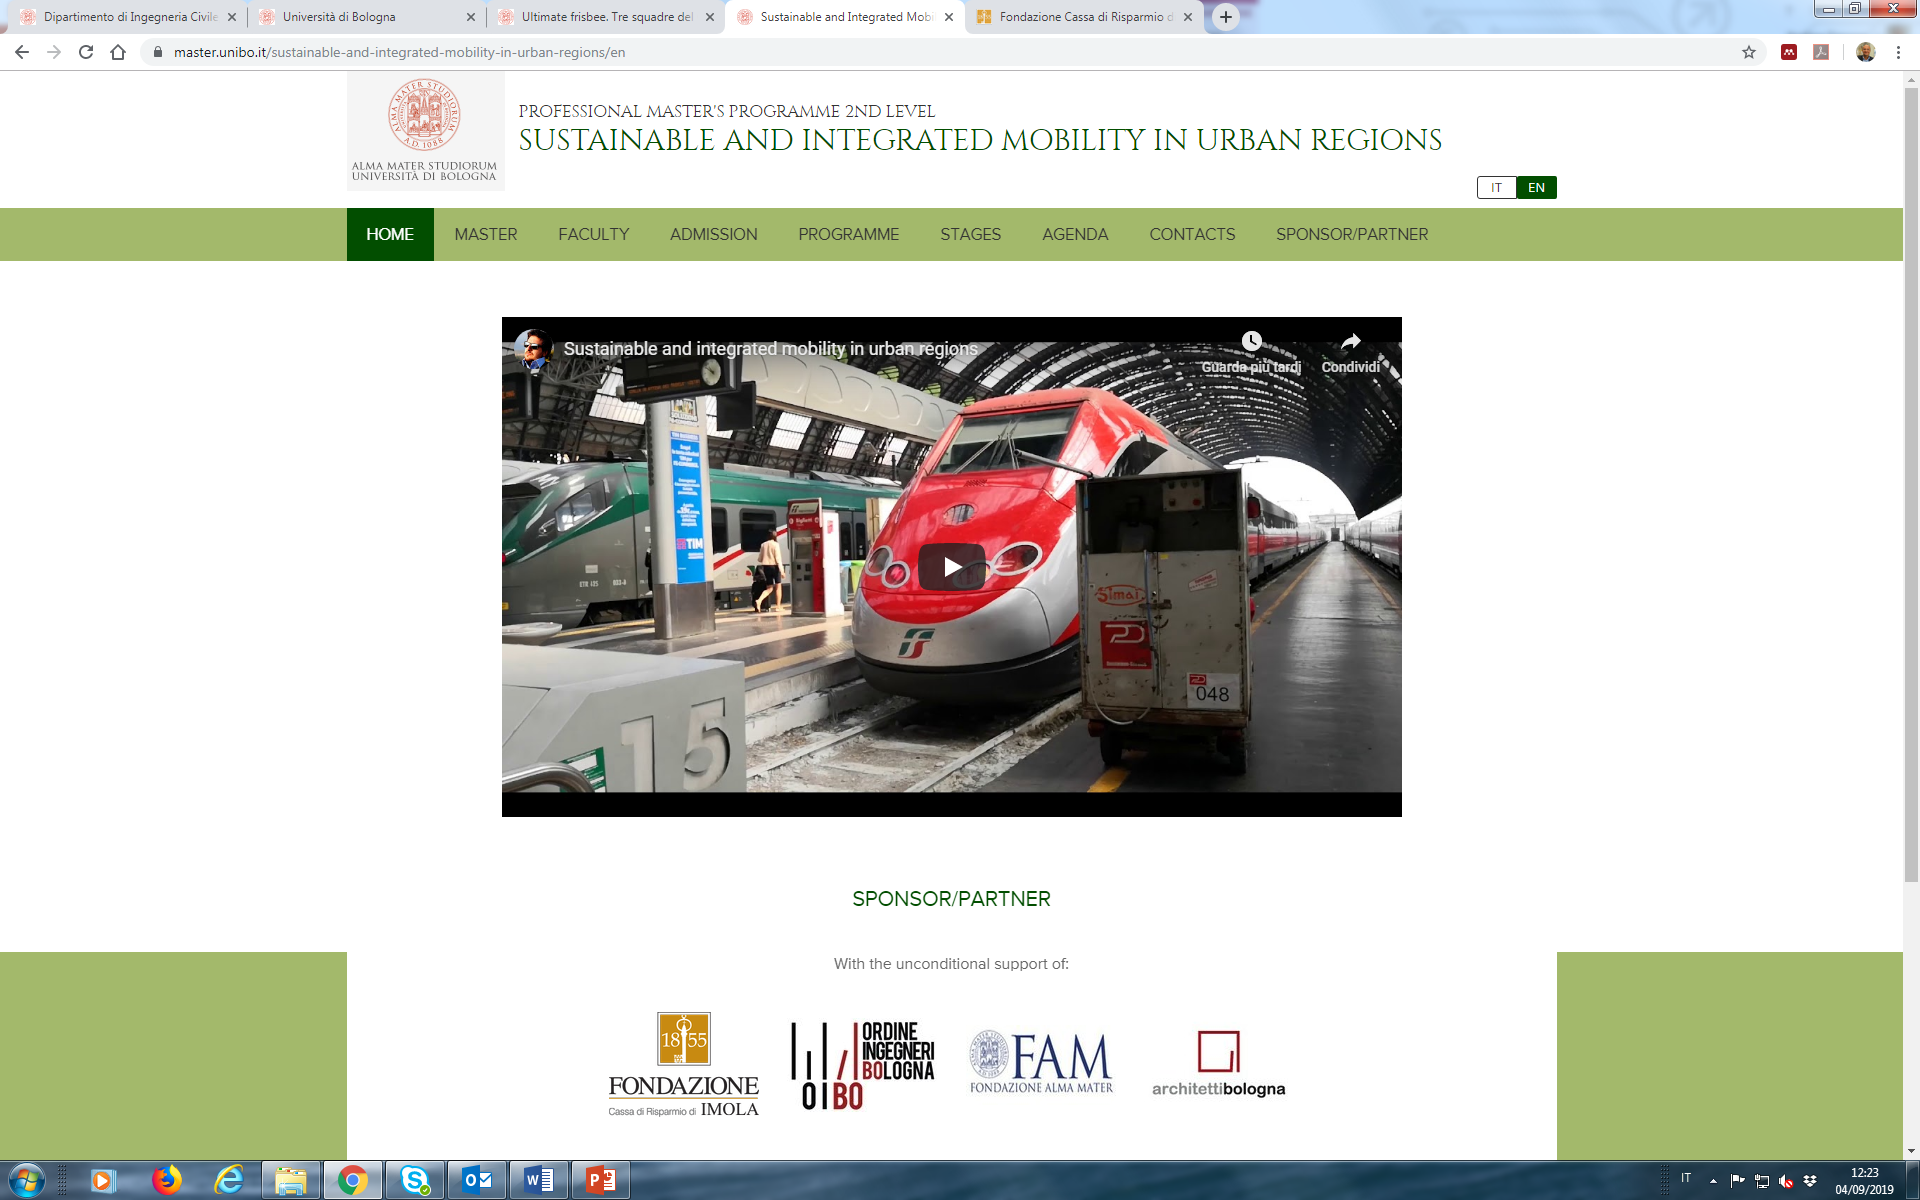 Dipartimento di Ingegneria Civile
Università di Bologna
Ultimate frisbee. Tre squadre del
Sustainable and Integrated Mobi
Fondazione Cassa di Risparmio d
master.unibo.it/sustainable-and-integrated-mobility-in-urban-regions/en
ALMA MATER STUDIORUM
A.D. 1088
ALMA MATER STUDIORUM
UNIVERSITÀ DI BOLOGNA
PROFESSIONAL MASTER'S PROGRAMME 2ND LEVEL
SUSTAINABLE AND INTEGRATED MOBILITY IN URBAN REGIONS
IT EN
HOME MASTER FACULTY ADMISSION PROGRAMME STAGES AGENDA CONTACTS SPONSOR/PARTNER
Sustainable and integrated mobility in urban regions
Guarda più tardi Condividi
TIM
Biglietti
Simai
048
15
SPONSOR/PARTNER
With the unconditional support of:
1855
FONDAZIONE
Cassa di Risparmio di IMOLA
ORDINE
INGEGNERI
BOLOGNA
OIBO
FAM
FONDAZIONE ALMA MATER
architettibologna
IT
12:23
04/09/2019